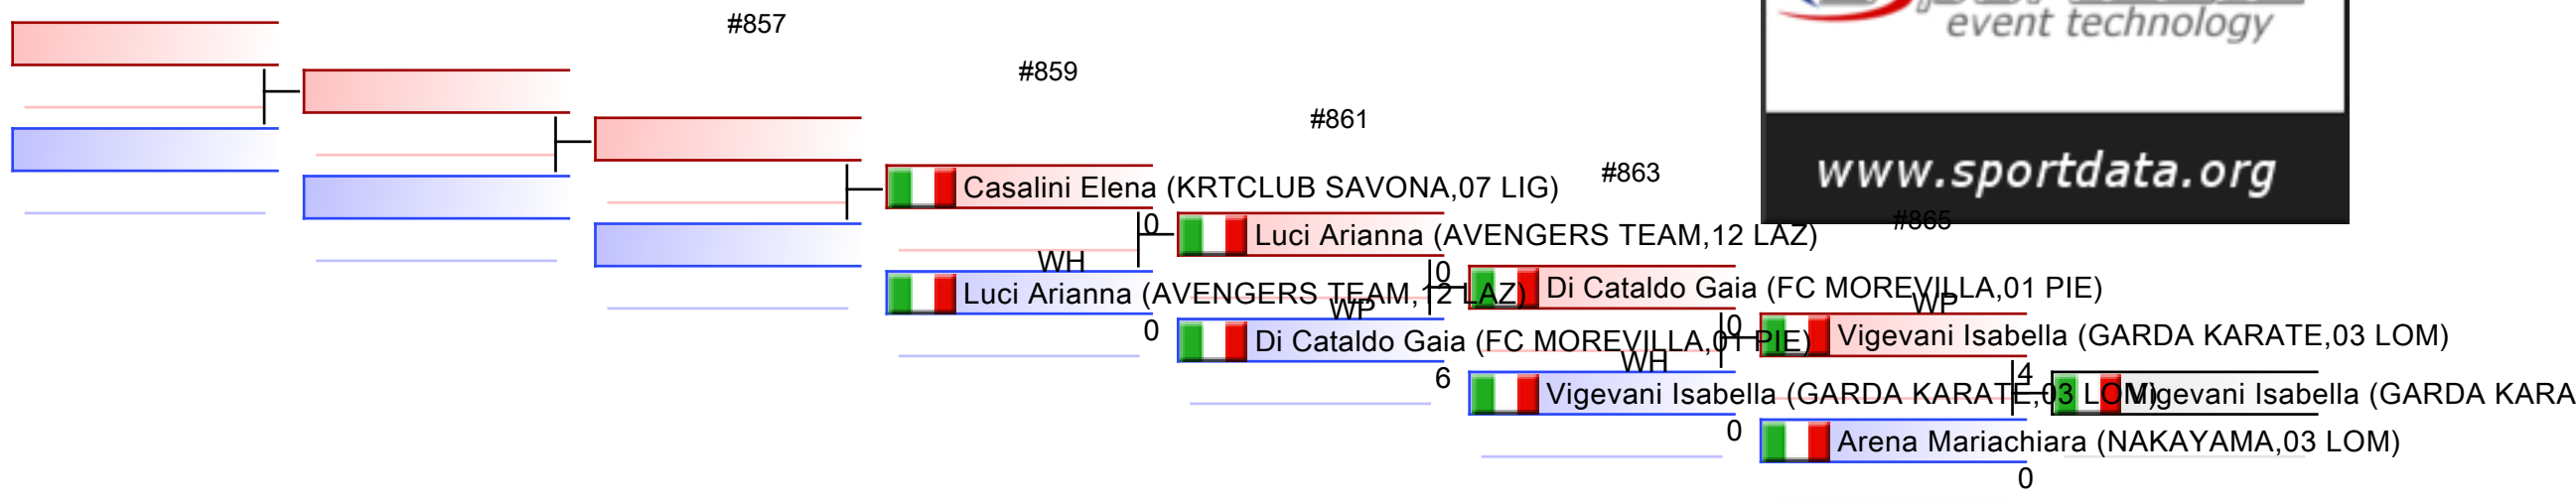 event technology
www.sportdata.org
#857
#859
#861
#863
#865
Casalini Elena (KRTCLUB SAVONA,07 LIG)
0
WH
Luci Arianna (AVENGERS TEAM,12 LAZ)
0
Luci Arianna (AVENGERS TEAM,12 LAZ)
0
WP
Di Cataldo Gaia (FC MOREVILLA,01 PIE)
6
Di Cataldo Gaia (FC MOREVILLA,01 PIE)
0
WH
Vigevani Isabella (GARDA KARATE,03 LOM)
0
WP
Vigevani Isabella (GARDA KARATE,03 LOM)
4
Arena Mariachiara (NAKAYAMA,03 LOM)
0
Vigevani Isabella (GARDA KARA